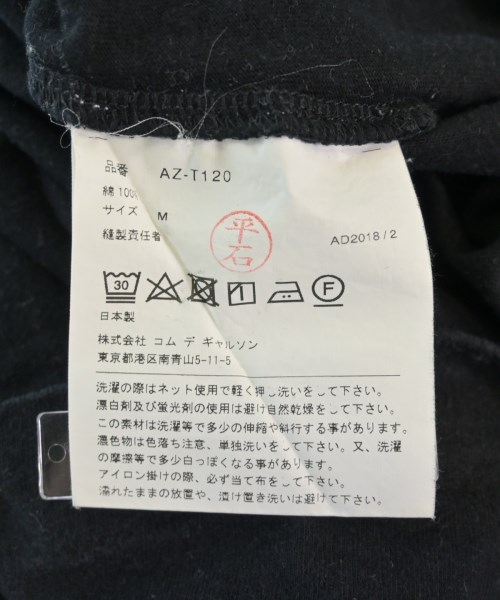 品番 AZ-T120
綿 100
サイズ M
縫製責任者
平石
AD2018/2
30
F
日本製
株式会社 コム デ ギャルソン
東京都港区南青山5-11-5
洗濯の際はネット使用で軽く押し洗いをして下さい。
漂白剤及び蛍光剤の使用は避け自然乾燥をして下さい。
この素材は洗濯等で多少の伸縮や斜行する事があります。
濃色物は色落ち注意、単独洗いをして下さい。又、洗濯
の摩擦等で多少白っぽくなる事が有ります。
アイロン掛けの際、必ず当て布をして下さい。
濡れたままの放置や、漬け置き洗いは避けて下さい。